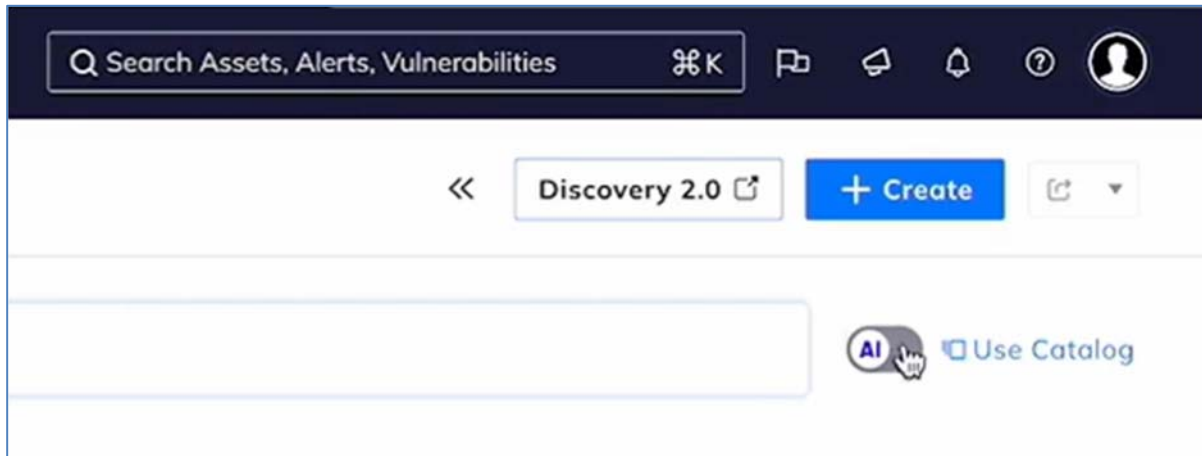 Search Assets, Alerts, Vulnerabilities ⌘K
Discovery 2.0 + Create
AI Use Catalog